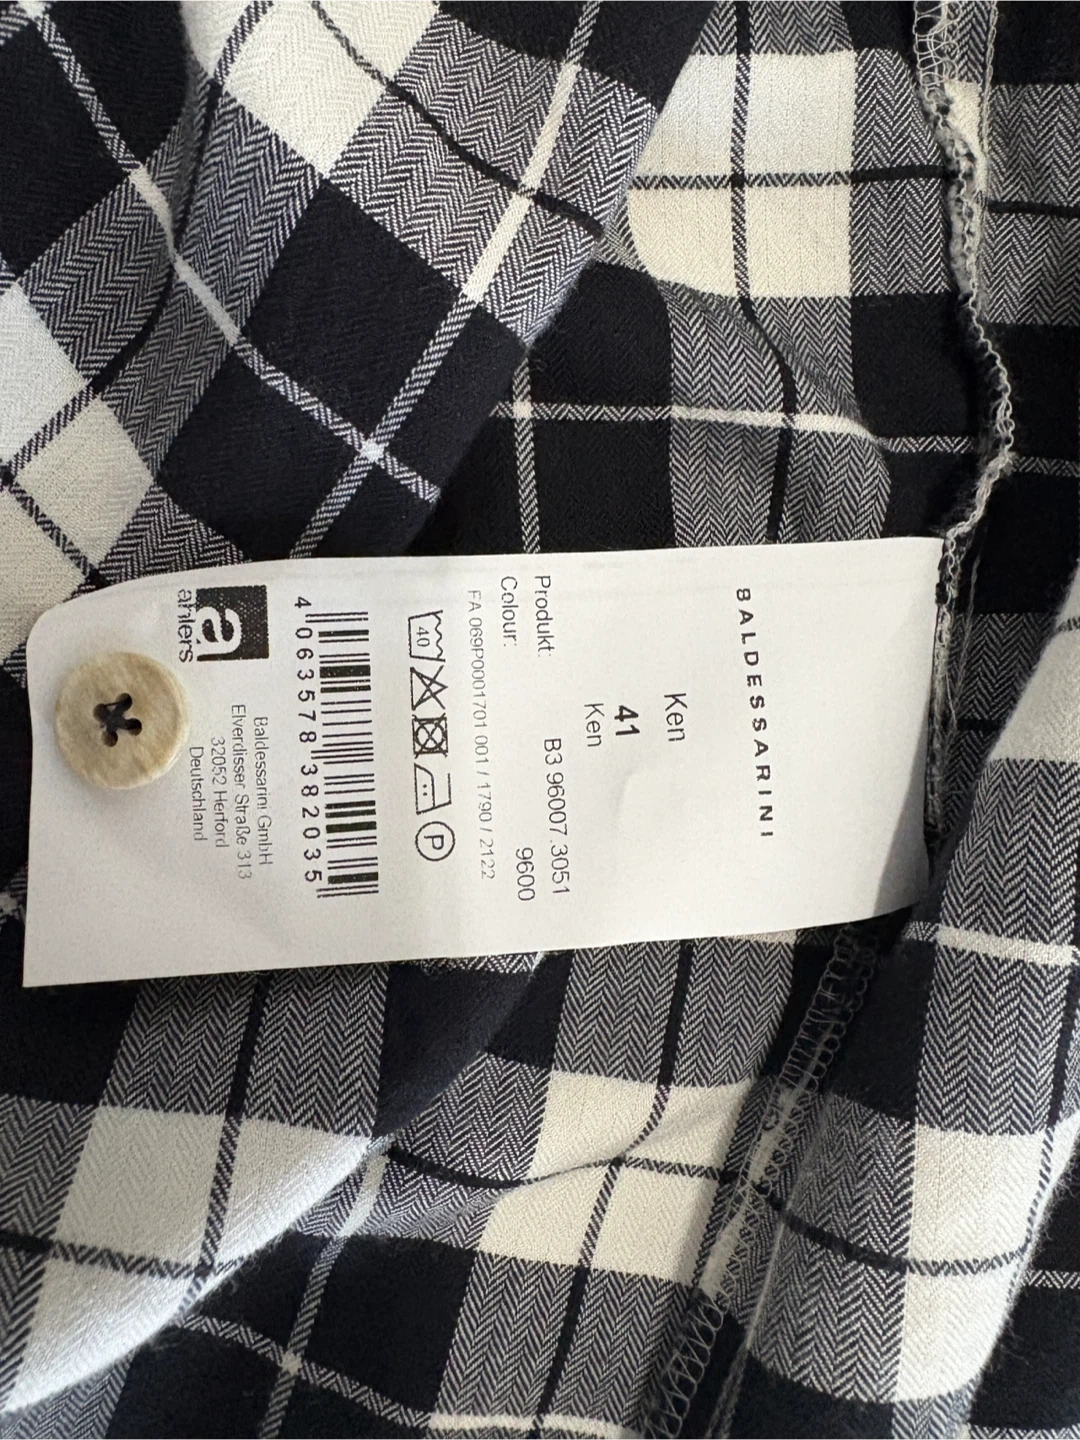 BALDESSARINI
Ken
41
Ken
Produkt: B3 96007.3051
Colour: 9600
FA 069P0001701 001 / 1790 / 2122
40
P
4 063578 382035
a
ahlers
Baldessarini GmbH
Elverdisser Straße 313
32052 Herford
Deutschland